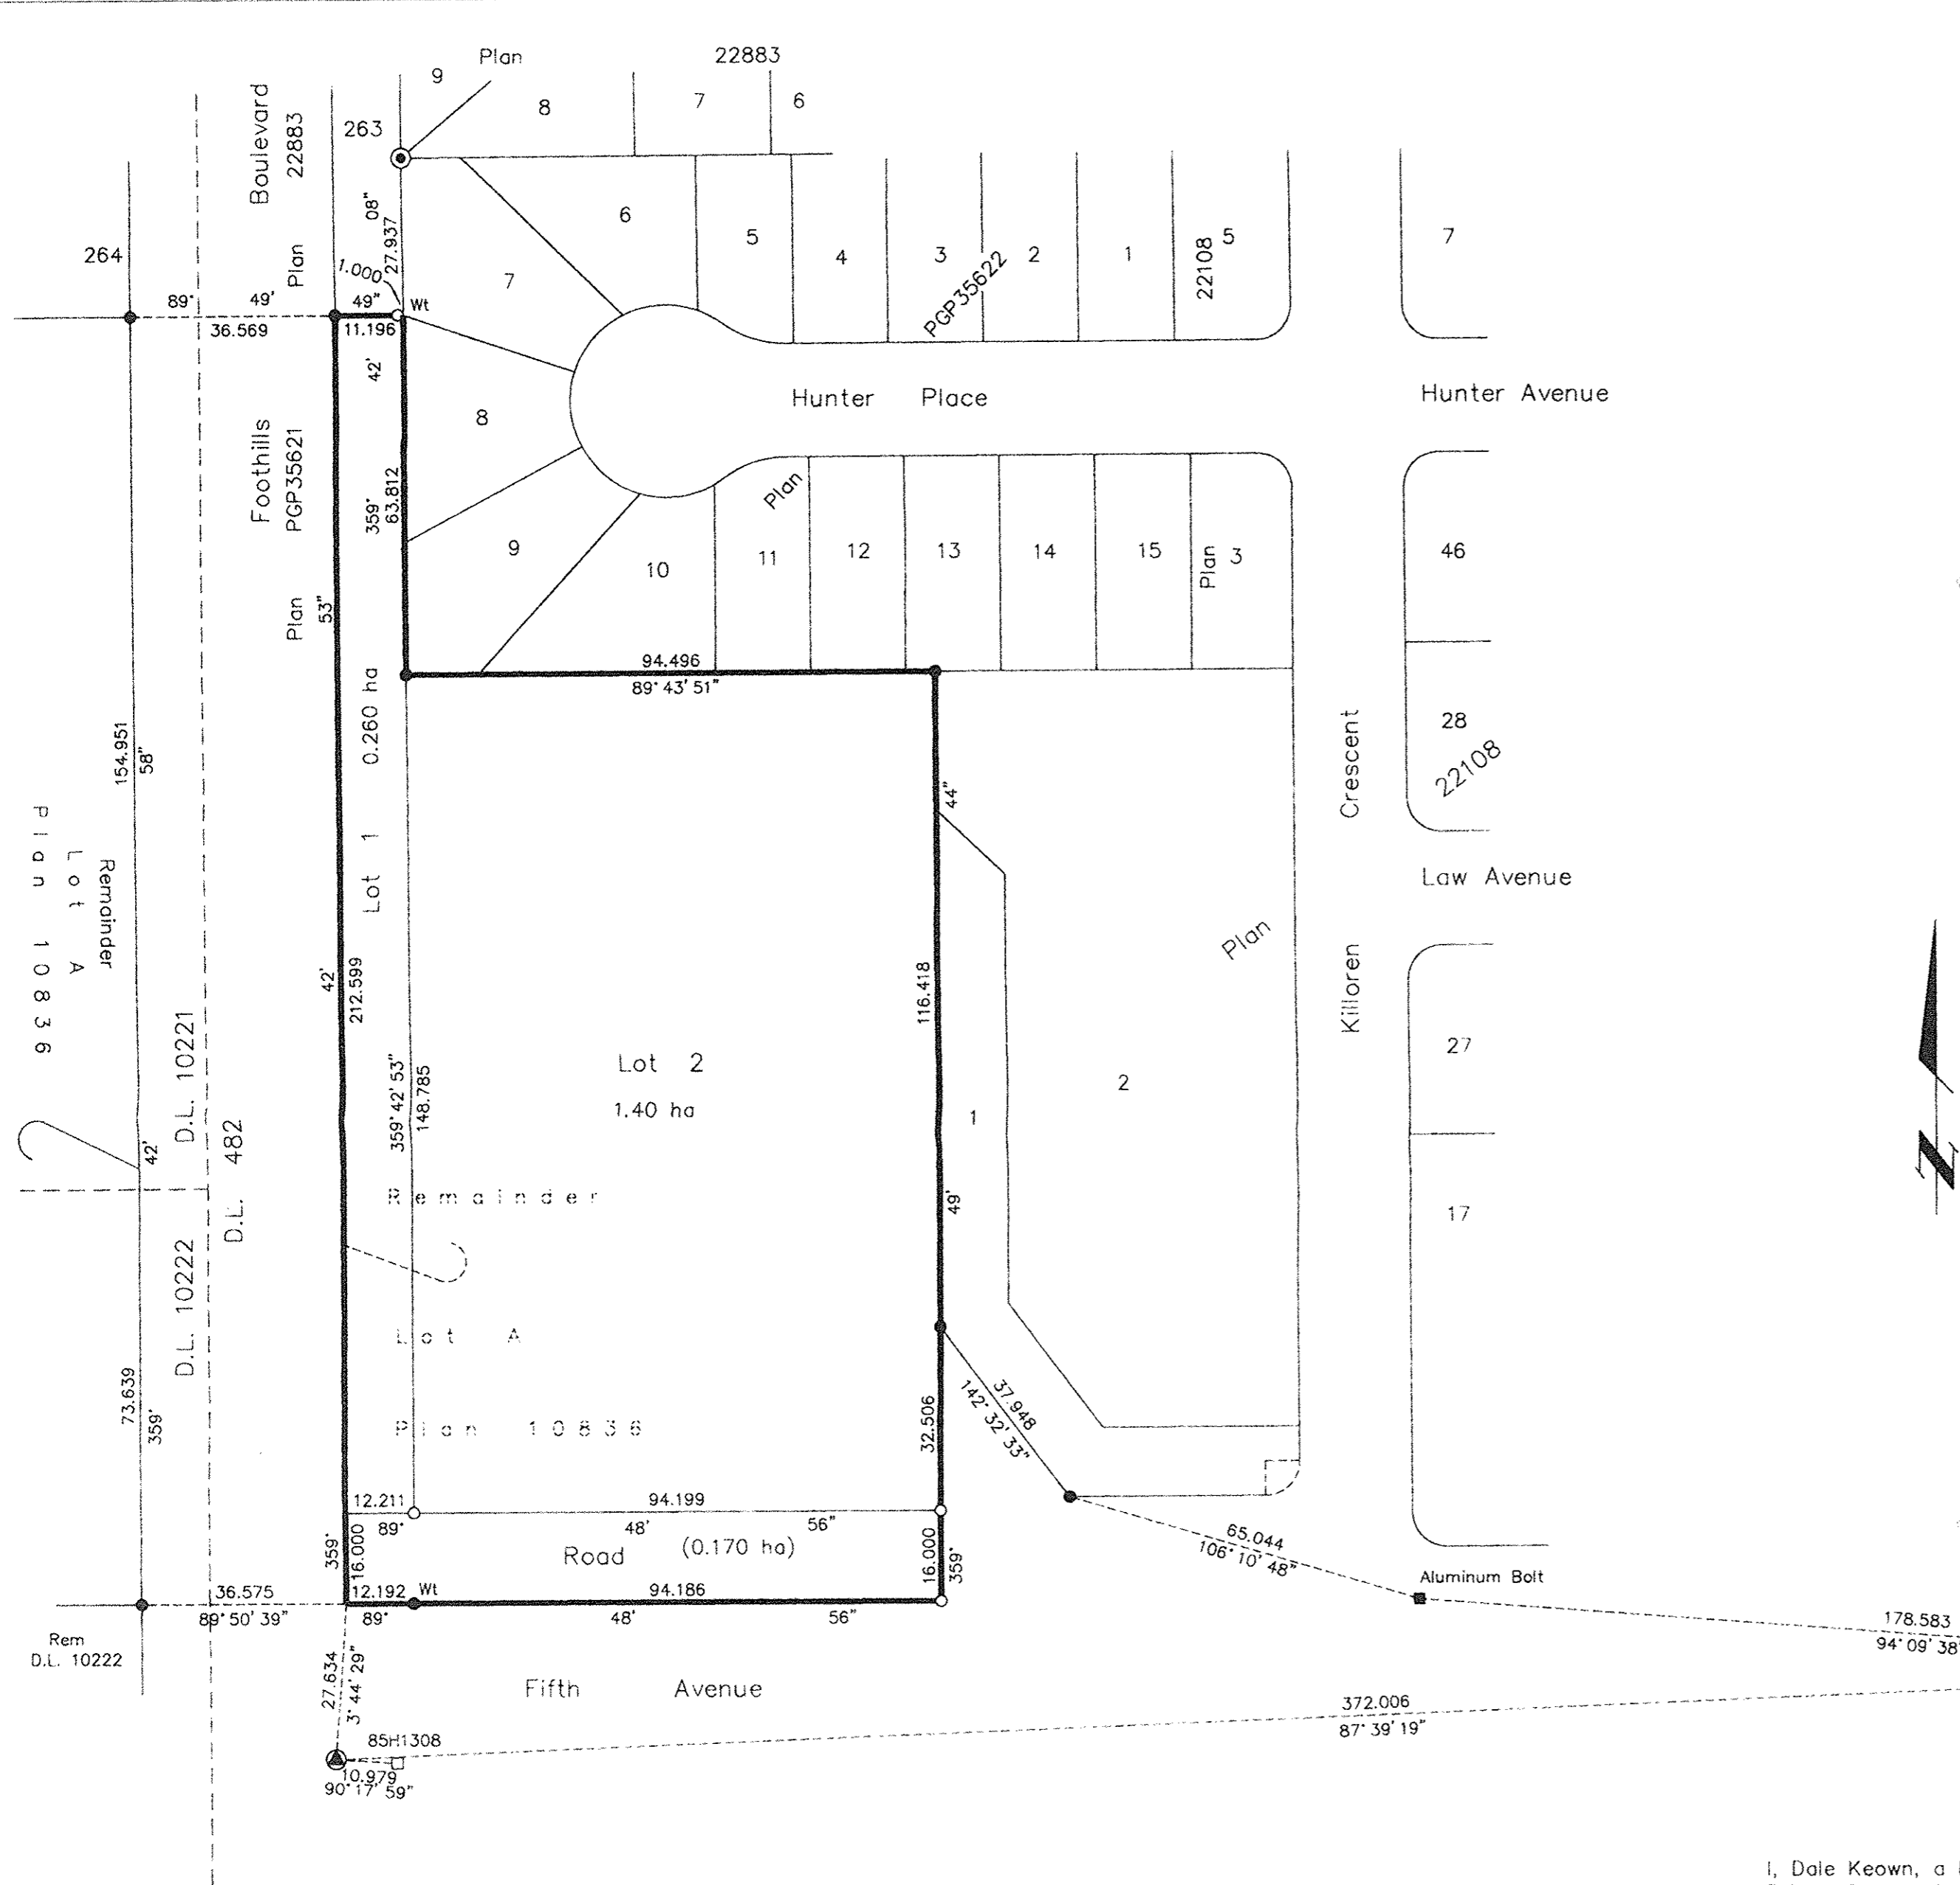 Plan
22883
9
8
7
6
263
Boulevard
22883
Plan
08"
27.937
1.000
Wt
264
89°
49'
49"
36.569
11.196
42'
6
5
4
3
2
1
5
7
7
PGP35622
22108
Hunter Place
Hunter Avenue
8
9
10
11
12
13
14
15
3
Plan
Plan
46
28
22108
Foothills
PGP35621
Plan
53"
359°
63.812
94.496
89° 43' 51"
Lot 1 0.260 ha
44"
Crescent
Killoren
Law Avenue
Plan
154.951
58"
Remainder
Lot A
Plan 10836
42'
212.599
116.418
D.L. 10221
D.L. 482
D.L. 10222
42'
359° 42' 53"
148.785
Lot 2
1.40 ha
1
2
27
17
49'
Remainder
Lot A
Plan 10836
73.639
359°
32.506
37.948
142° 32' 33"
12.211
94.199
89°
48'
56"
Road (0.170 ha)
359°
16.000
16.000
359°
65.044
106° 10' 48"
Aluminum Bolt
36.575
89° 50' 39"
12.192
Wt
94.186
89°
48'
56"
178.583
94° 09' 38"
Rem
D.L. 10222
27.634
3° 44' 29"
Fifth Avenue
372.006
87° 39' 19"
85H1308
10.979
90° 17' 59"
N
I, Dale Keown, a